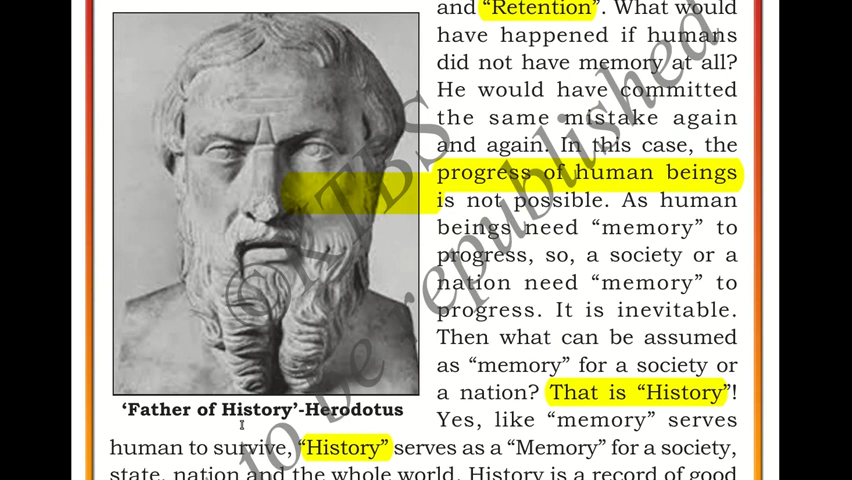 and “Retention”. What would
have happened if humans
did not have memory at all?
He would have committed
the same mistake again
and again. In this case, the
progress of human beings
is not possible. As human
beings need “memory” to
progress, so, a society or a
nation need “memory” to
progress. It is inevitable.
Then what can be assumed
as “memory” for a society or
a nation? That is “History”!
Yes, like “memory” serves
‘Father of History’-Herodotus
human to survive, “History” serves as a “Memory” for a society,
state, nation and the whole world. History is a record of good
©KTBS
to be republished